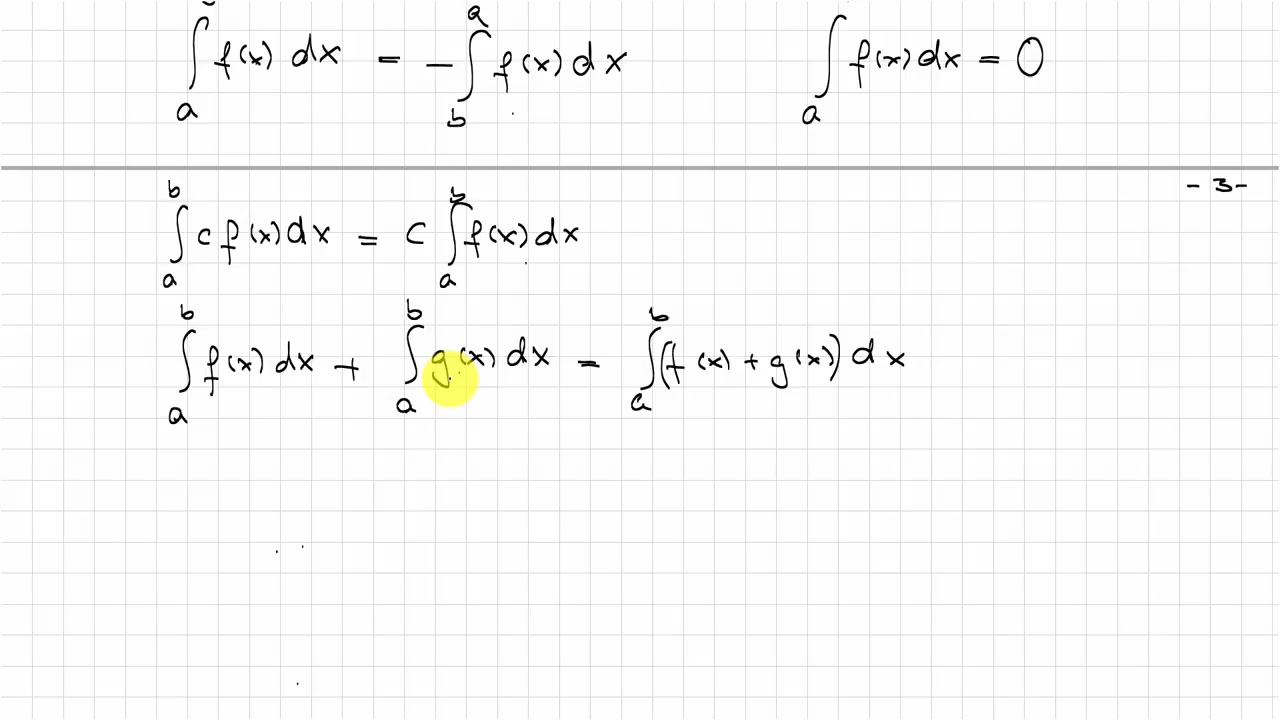 ∫_a f(x) dx = - ∫_b^a f(x) dx    ∫_a f(x) dx = 0
- 3 -
∫_a^b c f(x) dx = C ∫_a^b f(x) dx
∫_a^b f(x) dx + ∫_a^b g(x) dx = ∫_a^b (f(x) + g(x)) dx